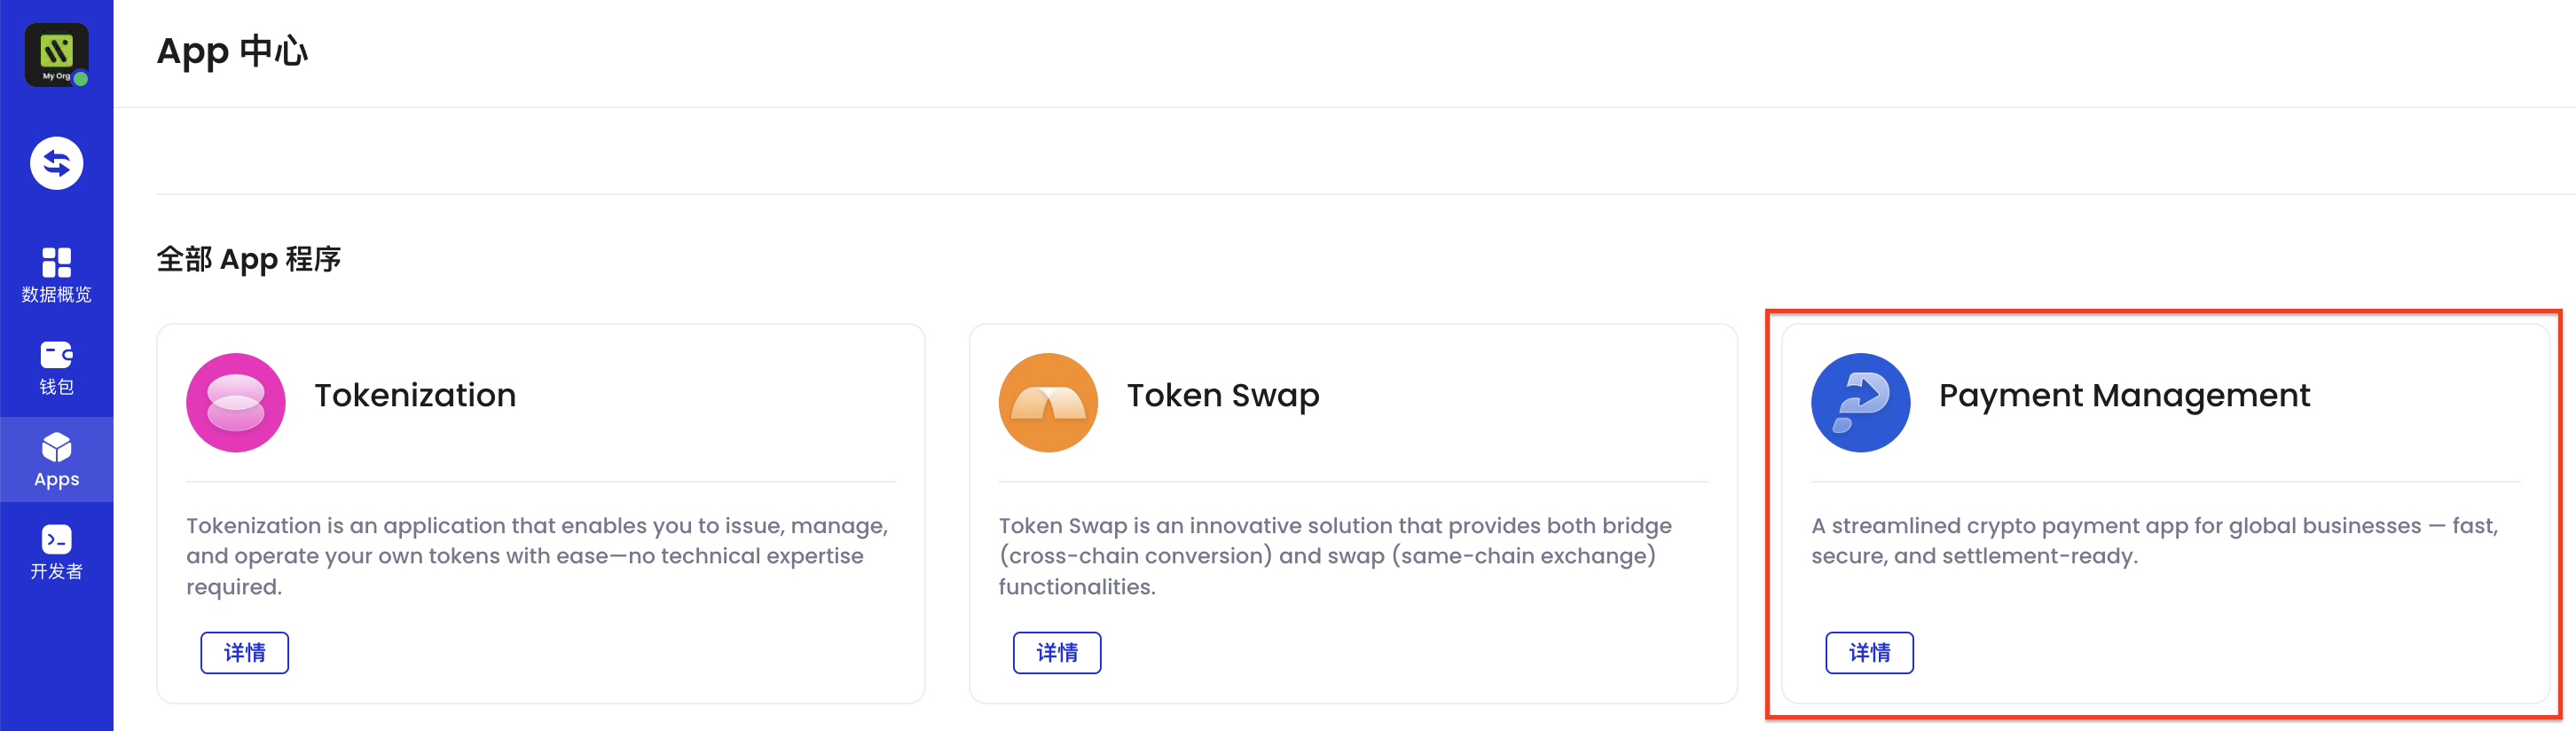 My Org
App 中心
数据概览
钱包
Apps
开发者
全部 App 程序
Tokenization
Tokenization is an application that enables you to issue, manage,
and operate your own tokens with ease—no technical expertise
required.
详情
Token Swap
Token Swap is an innovative solution that provides both bridge
(cross-chain conversion) and swap (same-chain exchange)
functionalities.
详情
Payment Management
A streamlined crypto payment app for global businesses — fast,
secure, and settlement-ready.
详情